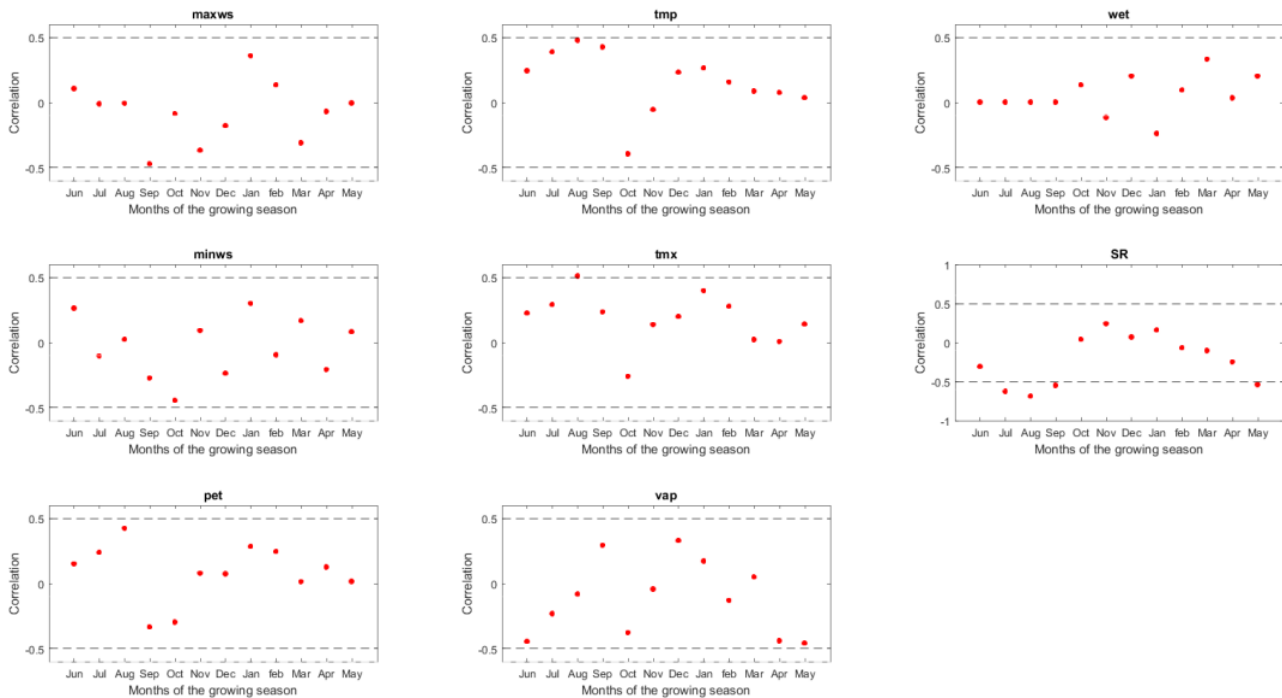 maxws
0.5
0
-0.5
Correlation
Jun Jul Aug Sep Oct Nov Dec Jan feb Mar Apr May
Months of the growing season
tmp
0.5
0
-0.5
Correlation
Jun Jul Aug Sep Oct Nov Dec Jan feb Mar Apr May
Months of the growing season
wet
0.5
0
-0.5
Correlation
Jun Jul Aug Sep Oct Nov Dec Jan feb Mar Apr May
Months of the growing season
minws
0.5
0
-0.5
Correlation
Jun Jul Aug Sep Oct Nov Dec Jan feb Mar Apr May
Months of the growing season
tmx
0.5
0
-0.5
Correlation
Jun Jul Aug Sep Oct Nov Dec Jan feb Mar Apr May
Months of the growing season
SR
1
0.5
0
-0.5
-1
Correlation
Jun Jul Aug Sep Oct Nov Dec Jan feb Mar Apr May
Months of the growing season
pet
0.5
0
-0.5
Correlation
Jun Jul Aug Sep Oct Nov Dec Jan feb Mar Apr May
Months of the growing season
vap
0.5
0
-0.5
Correlation
Jun Jul Aug Sep Oct Nov Dec Jan feb Mar Apr May
Months of the growing season